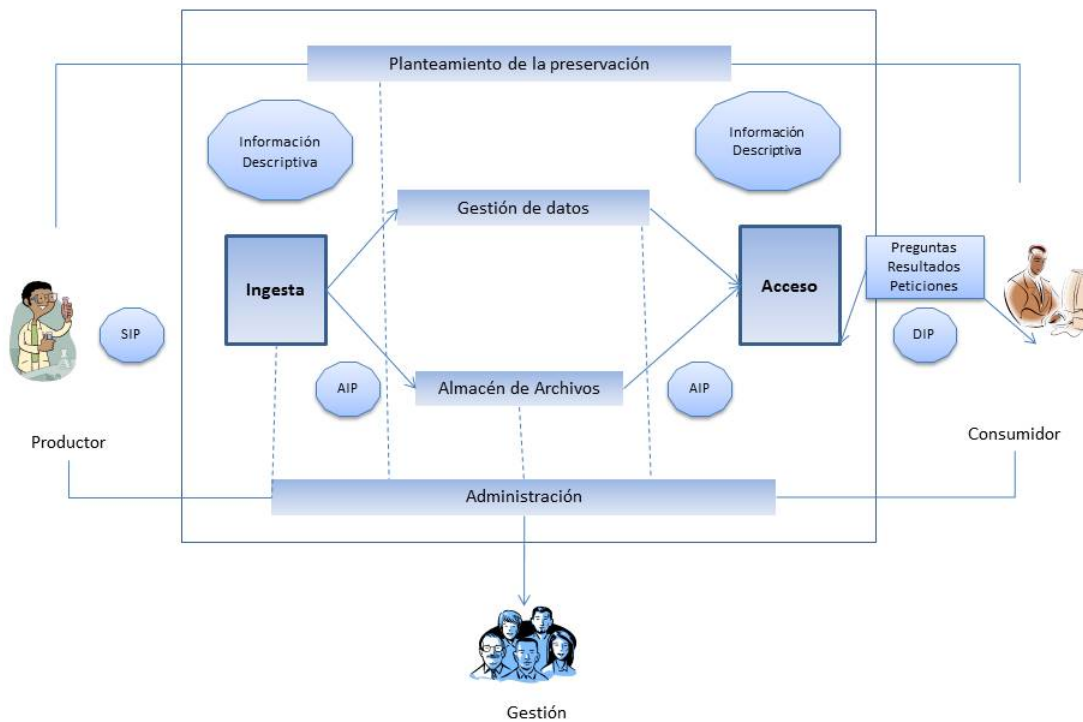 Planteamiento de la preservación
Información
Descriptiva
Información
Descriptiva
Gestión de datos
Ingesta
Acceso
Preguntas
Resultados
Peticiones
SIP
DIP
AIP
Almacén de Archivos
AIP
Productor
Consumidor
Administración
Gestión